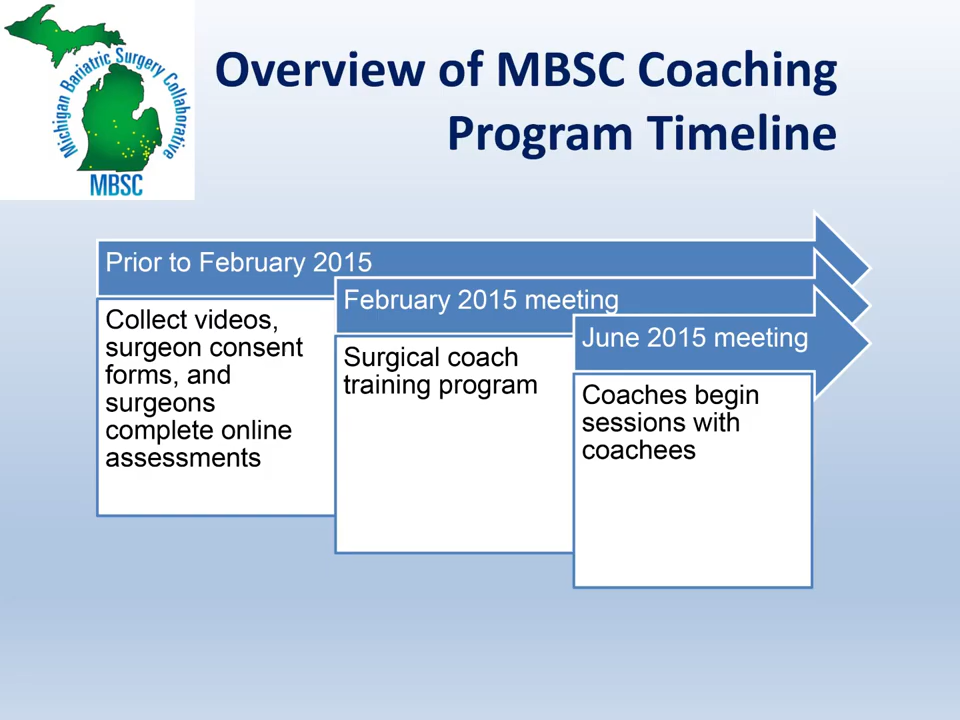 Michigan Bariatric Surgery Collaborative
MBSC
Overview of MBSC Coaching
Program Timeline
Prior to February 2015
Collect videos,
surgeon consent
forms, and
surgeons
complete online
assessments
February 2015 meeting
Surgical coach
training program
June 2015 meeting
Coaches begin
sessions with
coachees